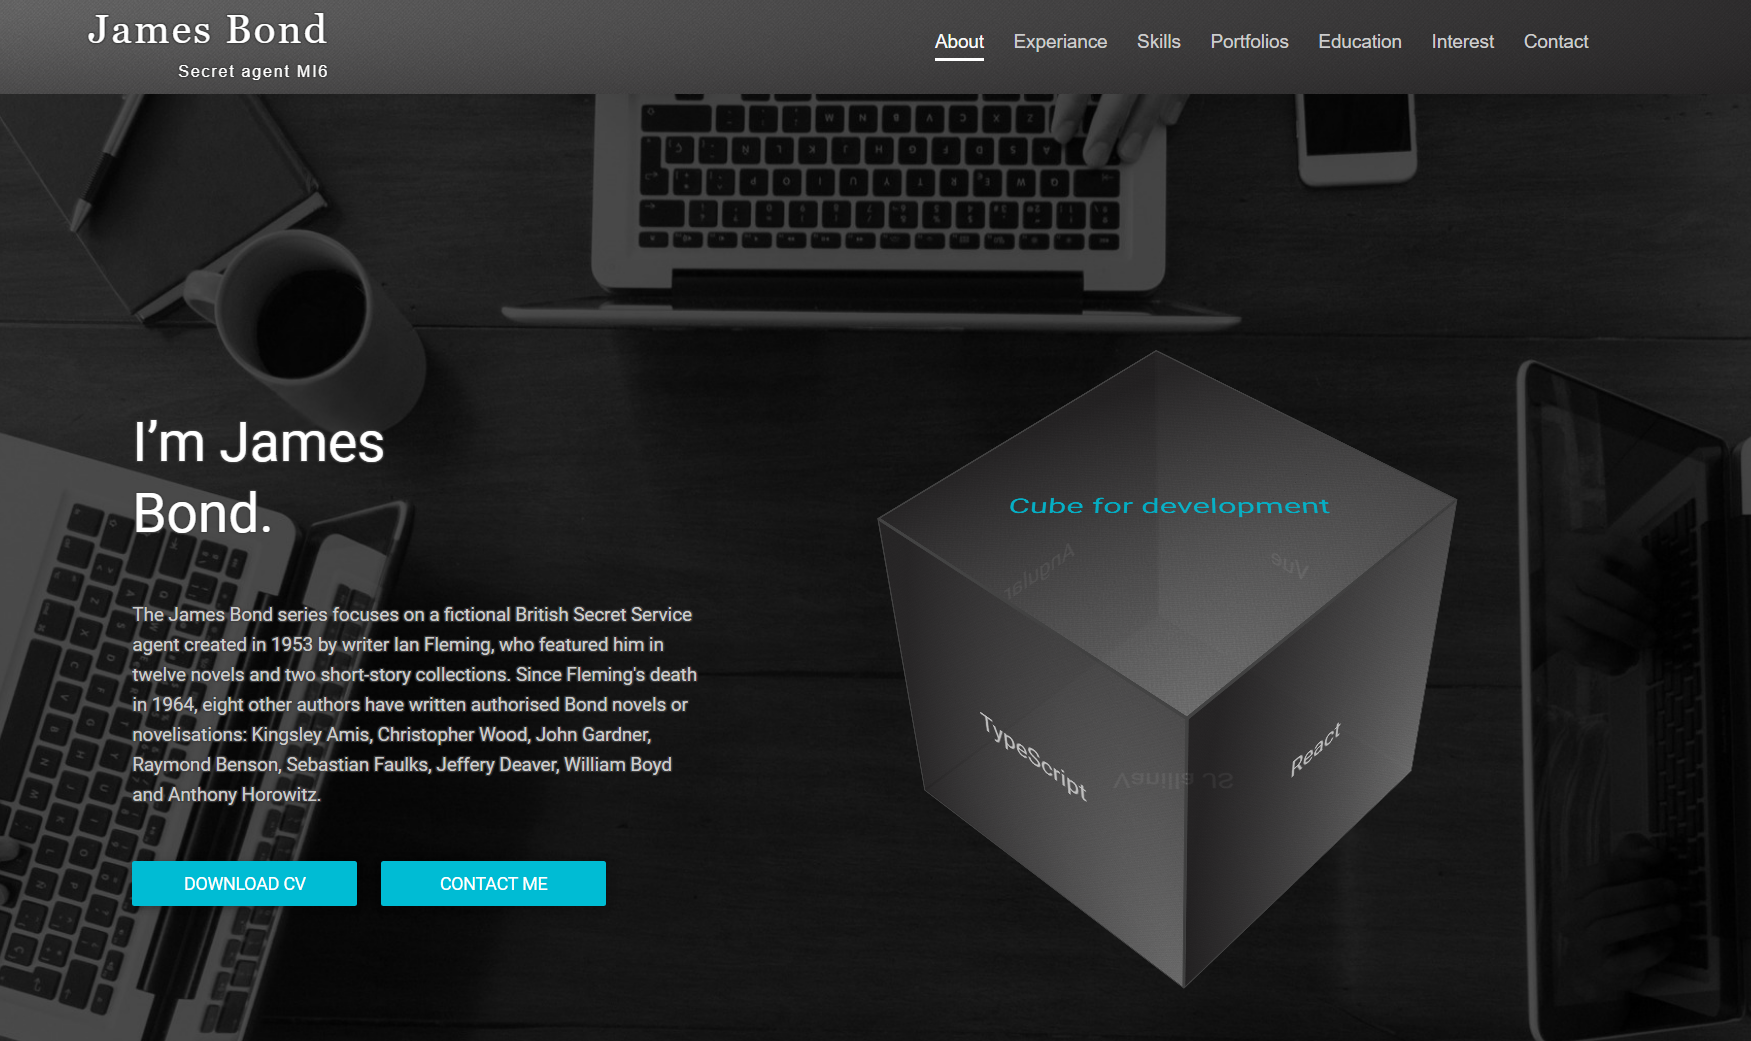 James Bond
Secret agent MI6
About
Experiance
Skills
Portfolios
Education
Interest
Contact
I'm James
Bond.
The James Bond series focuses on a fictional British Secret Service
agent created in 1953 by writer Ian Fleming, who featured him in
twelve novels and two short-story collections. Since Fleming's death
in 1964, eight other authors have written authorised Bond novels or
novelisations: Kingsley Amis, Christopher Wood, John Gardner,
Raymond Benson, Sebastian Faulks, Jeffery Deaver, William Boyd
and Anthony Horowitz.
DOWNLOAD CV
CONTACT ME
Cube for development
Angular
Vue
TypeScript
Vanilla JS
React